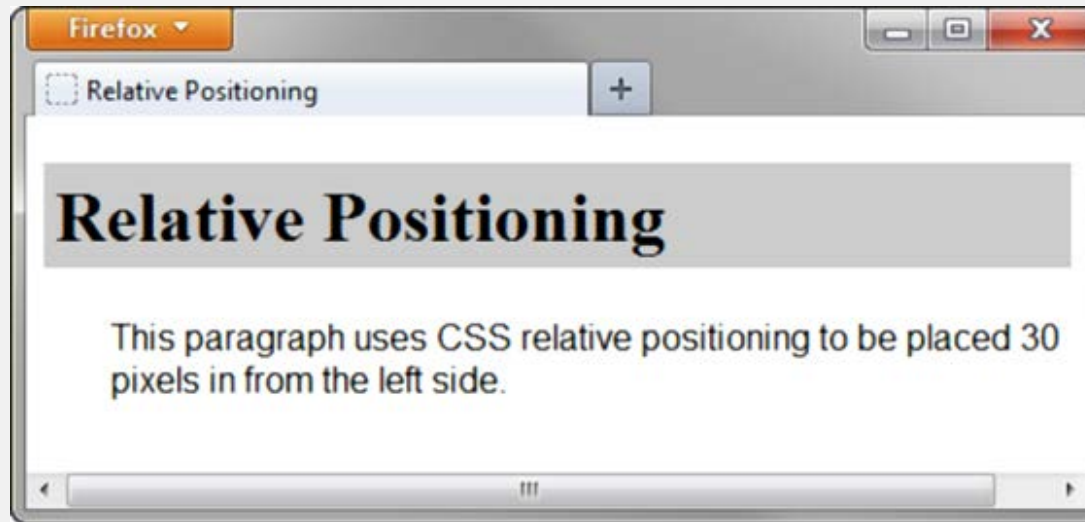 Firefox
Relative Positioning
Relative Positioning
This paragraph uses CSS relative positioning to be placed 30
pixels in from the left side.